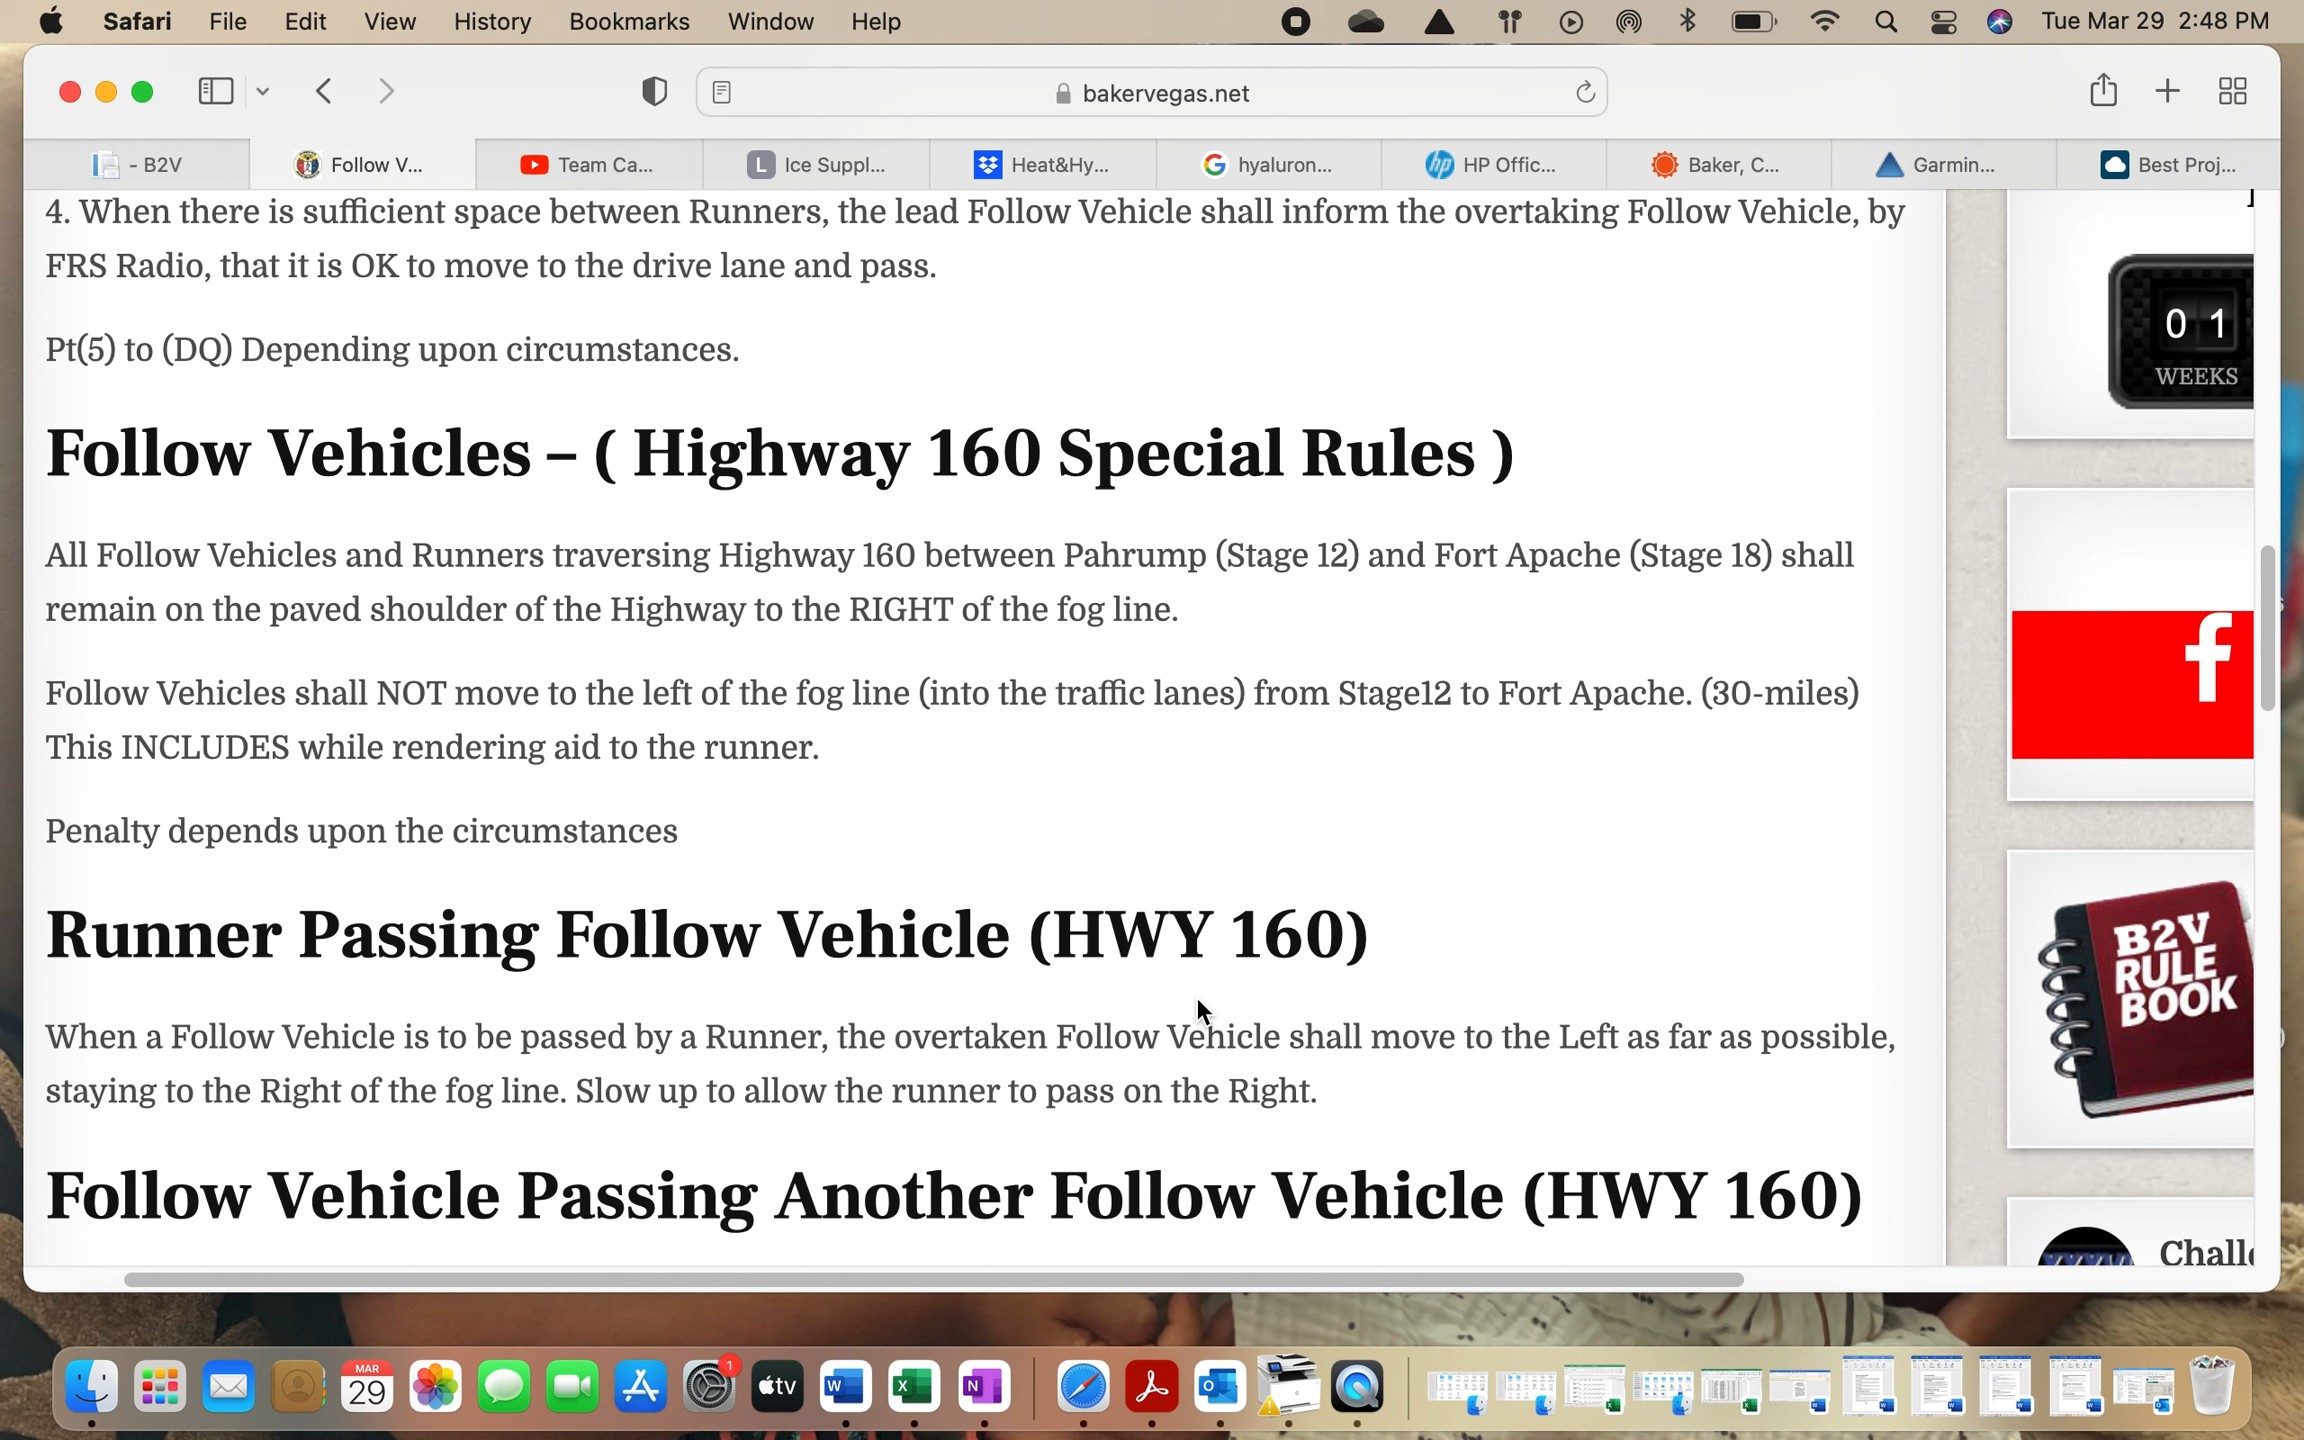 Safari File Edit View History Bookmarks Window Help Tue Mar 29 2:48 PM
bakervegas.net
- B2V Follow V... Team Ca... L Ice Suppl... Heat&Hy... G hyaluron... hp HP Offic... Baker, C... Garmin... Best Proj...
4. When there is sufficient space between Runners, the lead Follow Vehicle shall inform the overtaking Follow Vehicle, by
FRS Radio, that it is OK to move to the drive lane and pass.
Pt(5) to (DQ) Depending upon circumstances.
Follow Vehicles – ( Highway 160 Special Rules )
All Follow Vehicles and Runners traversing Highway 160 between Pahrump (Stage 12) and Fort Apache (Stage 18) shall
remain on the paved shoulder of the Highway to the RIGHT of the fog line.
Follow Vehicles shall NOT move to the left of the fog line (into the traffic lanes) from Stage12 to Fort Apache. (30-miles)
This INCLUDES while rendering aid to the runner.
Penalty depends upon the circumstances
Runner Passing Follow Vehicle (HWY 160)
When a Follow Vehicle is to be passed by a Runner, the overtaken Follow Vehicle shall move to the Left as far as possible,
staying to the Right of the fog line. Slow up to allow the runner to pass on the Right.
Follow Vehicle Passing Another Follow Vehicle (HWY 160)
0 1
WEEKS
f
B2V
RULE
BOOK
MAR
29
1
tv
W
X
N
O